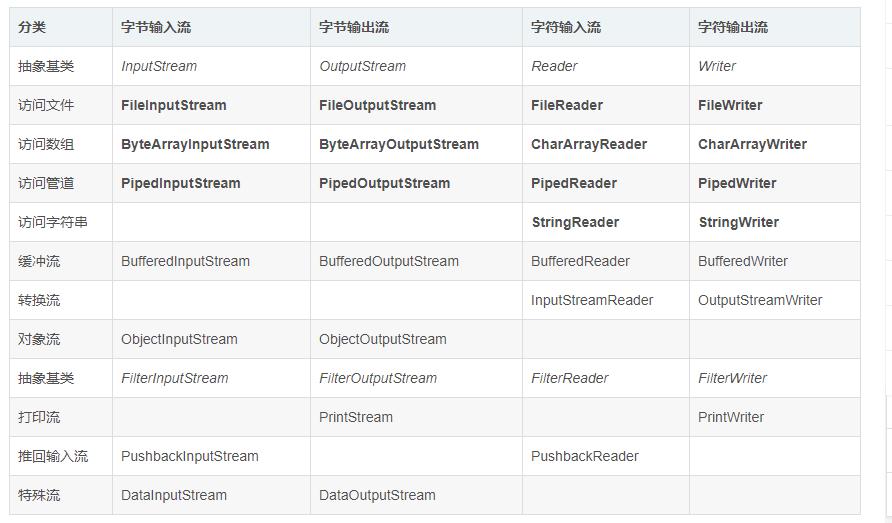 分类 字节输入流 字节输出流 字符输入流 字符输出流
抽象基类 InputStream OutputStream Reader Writer
访问文件 FileInputStream FileOutputStream FileReader FileWriter
访问数组 ByteArrayInputStream ByteArrayOutputStream CharArrayReader CharArrayWriter
访问管道 PipedInputStream PipedOutputStream PipedReader PipedWriter
访问字符串 StringReader StringWriter
缓冲流 BufferedInputStream BufferedOutputStream BufferedReader BufferedWriter
转换流 InputStreamReader OutputStreamWriter
对象流 ObjectInputStream ObjectOutputStream
抽象基类 FilterInputStream FilterOutputStream FilterReader FilterWriter
打印流 PrintStream PrintWriter
推回输入流 PushbackInputStream PushbackReader
特殊流 DataInputStream DataOutputStream